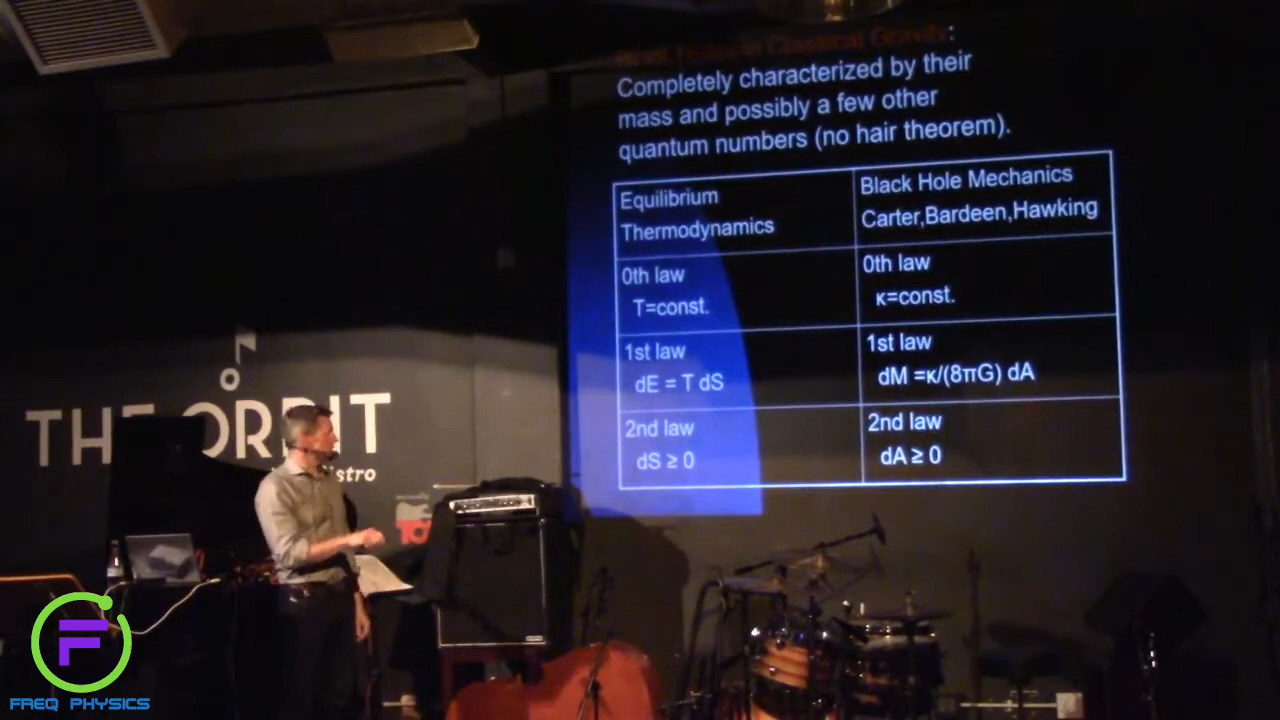 Classical Gravity:
Completely characterized by their
mass and possibly a few other
quantum numbers (no hair theorem).
Equilibrium
Thermodynamics
Black Hole Mechanics
Carter,Bardeen,Hawking
0th law
T=const.
0th law
κ=const.
1st law
dE = T dS
1st law
dM =κ/(8πG) dA
2nd law
dS ≥ 0
2nd law
dA ≥ 0
THE ORBIT
F
FREQ PHYSICS